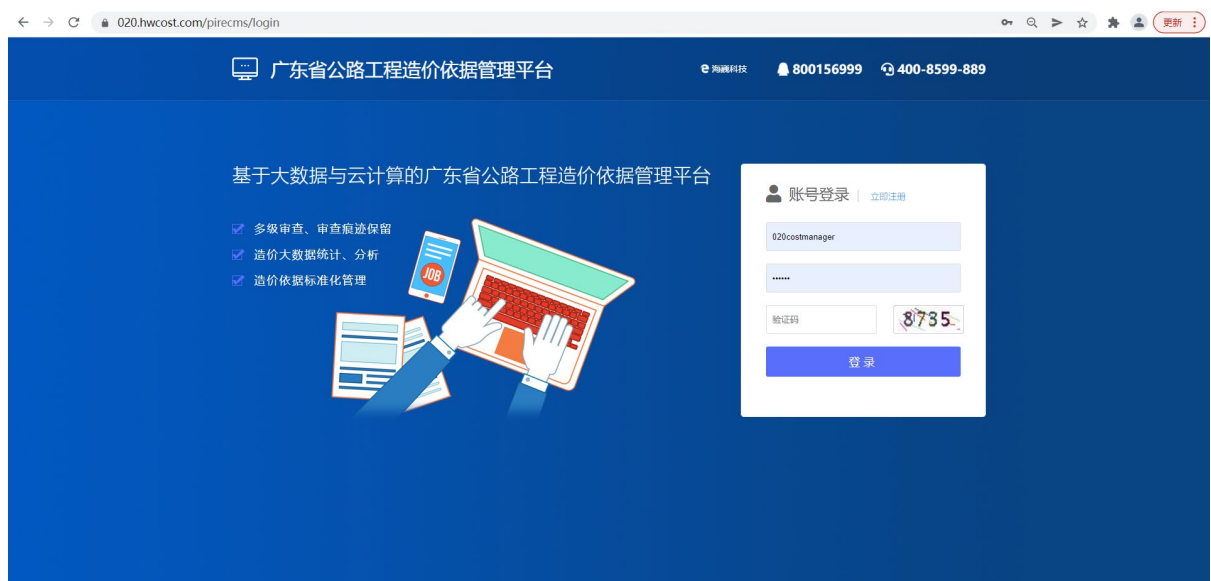 020.hwcost.com/pirecms/login
更新
广东省公路工程造价依据管理平台
海巍科技
800156999
400-8599-889
基于大数据与云计算的广东省公路工程造价依据管理平台
多级审查、审查痕迹保留
造价大数据统计、分析
造价依据标准化管理
JOB
账号登录
立即注册
020costmanager
••••••
验证码
8735
登录